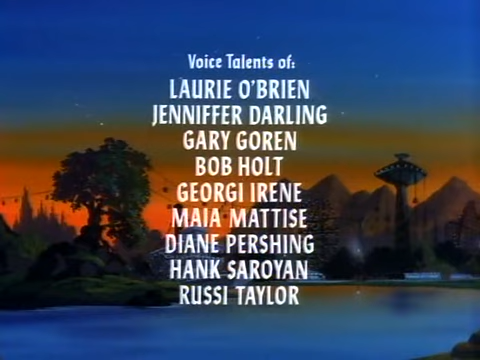 Voice Talents of:
LAURIE O'BRIEN
JENNIFFER DARLING
GARY GOREN
BOB HOLT
GEORGI IRENE
MAIA MATTISE
DIANE PERSHING
HANK SAROYAN
RUSSI TAYLOR